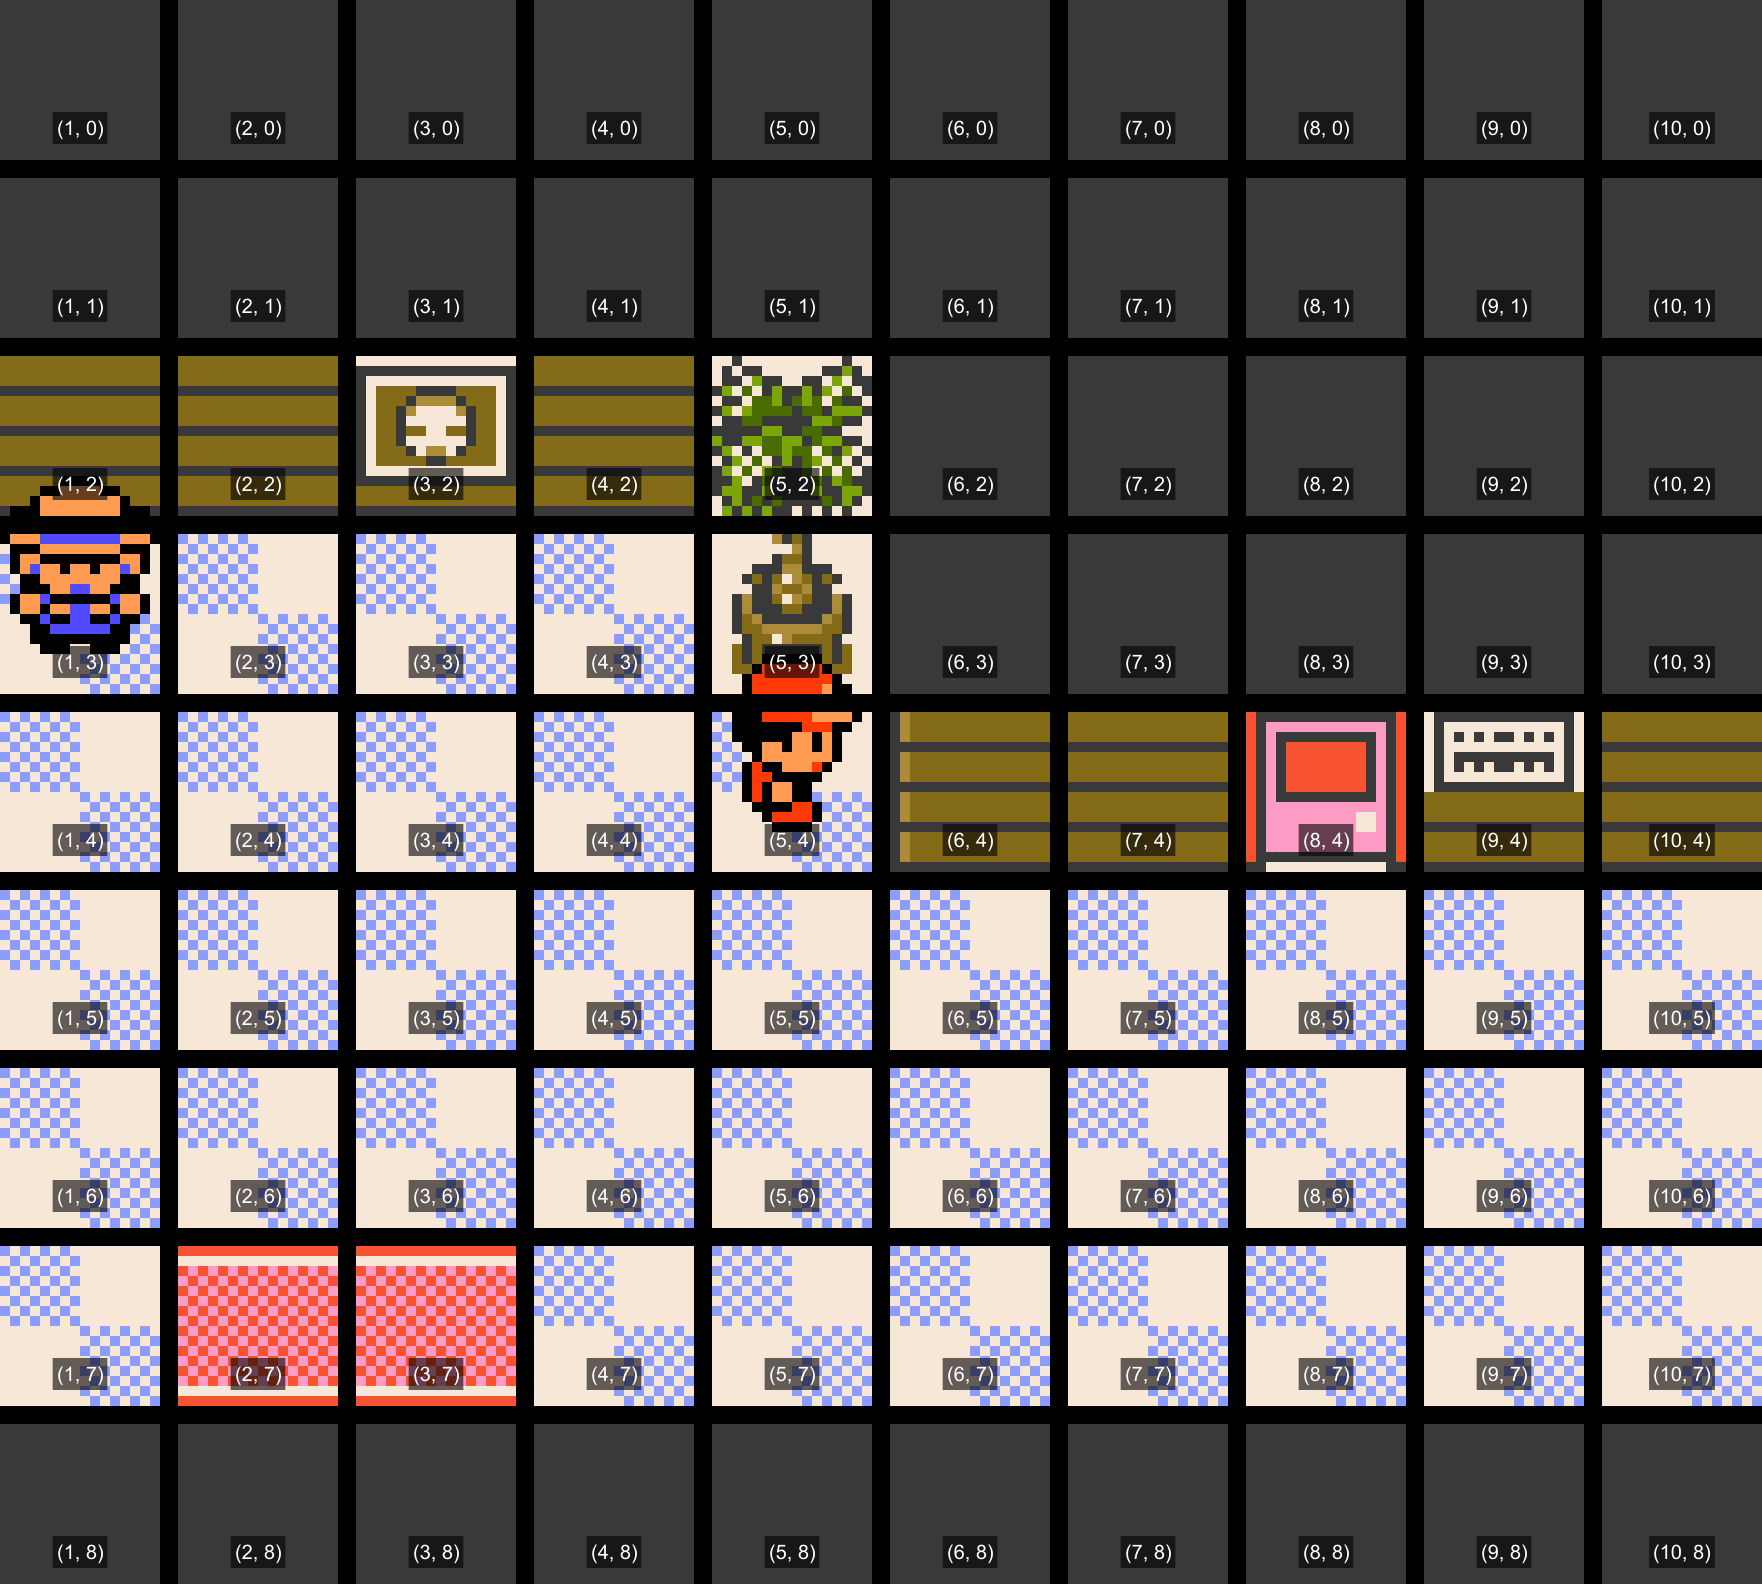 (1, 0) (2, 0) (3, 0) (4, 0) (5, 0) (6, 0) (7, 0) (8, 0) (9, 0) (10, 0)
(1, 1) (2, 1) (3, 1) (4, 1) (5, 1) (6, 1) (7, 1) (8, 1) (9, 1) (10, 1)
(1, 2) (2, 2) (3, 2) (4, 2) (5, 2) (6, 2) (7, 2) (8, 2) (9, 2) (10, 2)
(1, 3) (2, 3) (3, 3) (4, 3) (5, 3) (6, 3) (7, 3) (8, 3) (9, 3) (10, 3)
(1, 4) (2, 4) (3, 4) (4, 4) (5, 4) (6, 4) (7, 4) (8, 4) (9, 4) (10, 4)
(1, 5) (2, 5) (3, 5) (4, 5) (5, 5) (6, 5) (7, 5) (8, 5) (9, 5) (10, 5)
(1, 6) (2, 6) (3, 6) (4, 6) (5, 6) (6, 6) (7, 6) (8, 6) (9, 6) (10, 6)
(1, 7) (2, 7) (3, 7) (4, 7) (5, 7) (6, 7) (7, 7) (8, 7) (9, 7) (10, 7)
(1, 8) (2, 8) (3, 8) (4, 8) (5, 8) (6, 8) (7, 8) (8, 8) (9, 8) (10, 8)